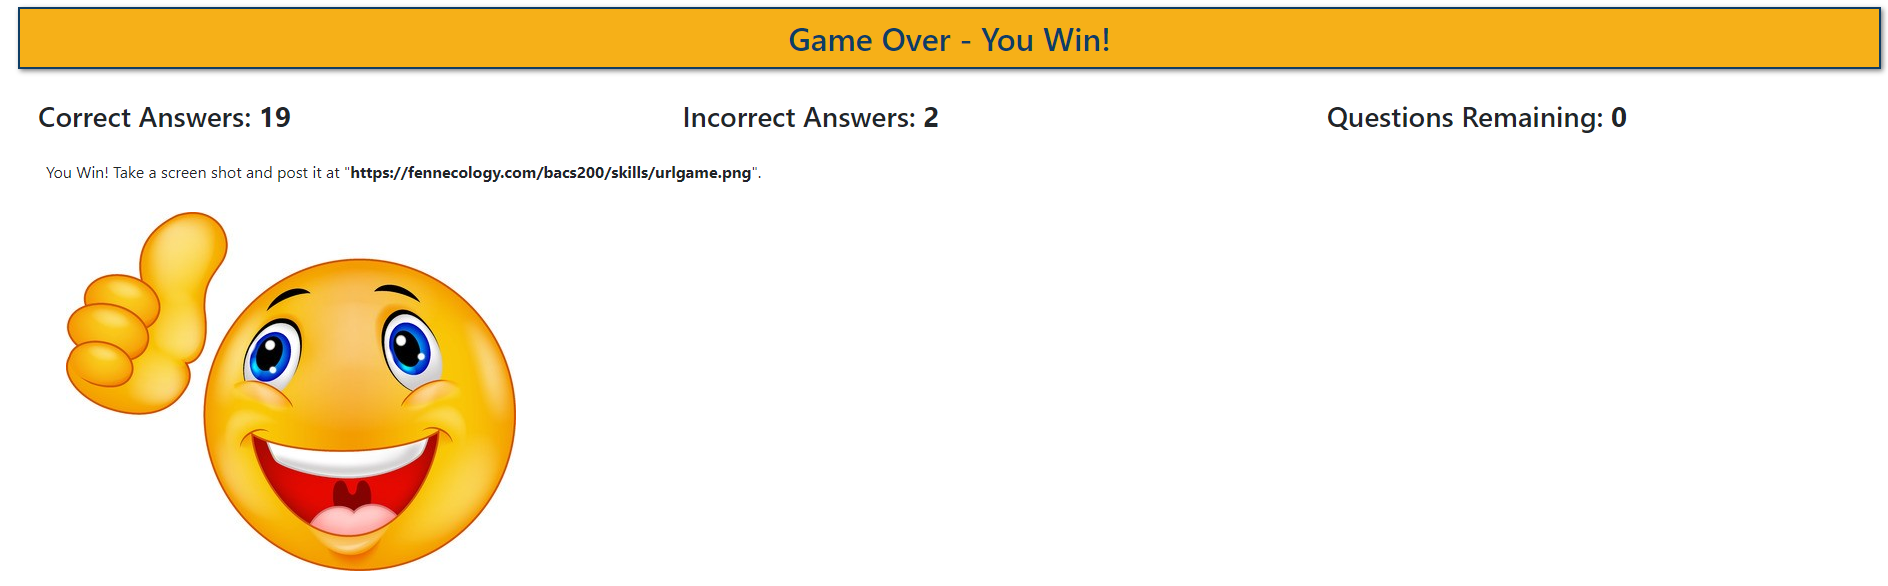 Game Over - You Win!
Correct Answers: 19
Incorrect Answers: 2
Questions Remaining: 0
You Win! Take a screen shot and post it at "https://fennecology.com/bacs200/skills/urlgame.png".